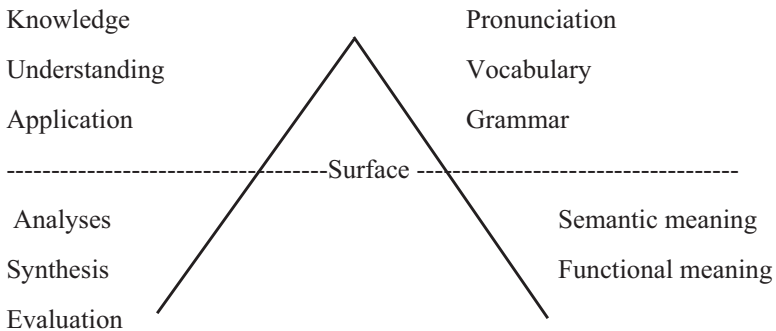 Knowledge Pronunciation
Understanding Vocabulary
Application Grammar
--------------------------------Surface --------------------------------
Analyses Semantic meaning
Synthesis Functional meaning
Evaluation